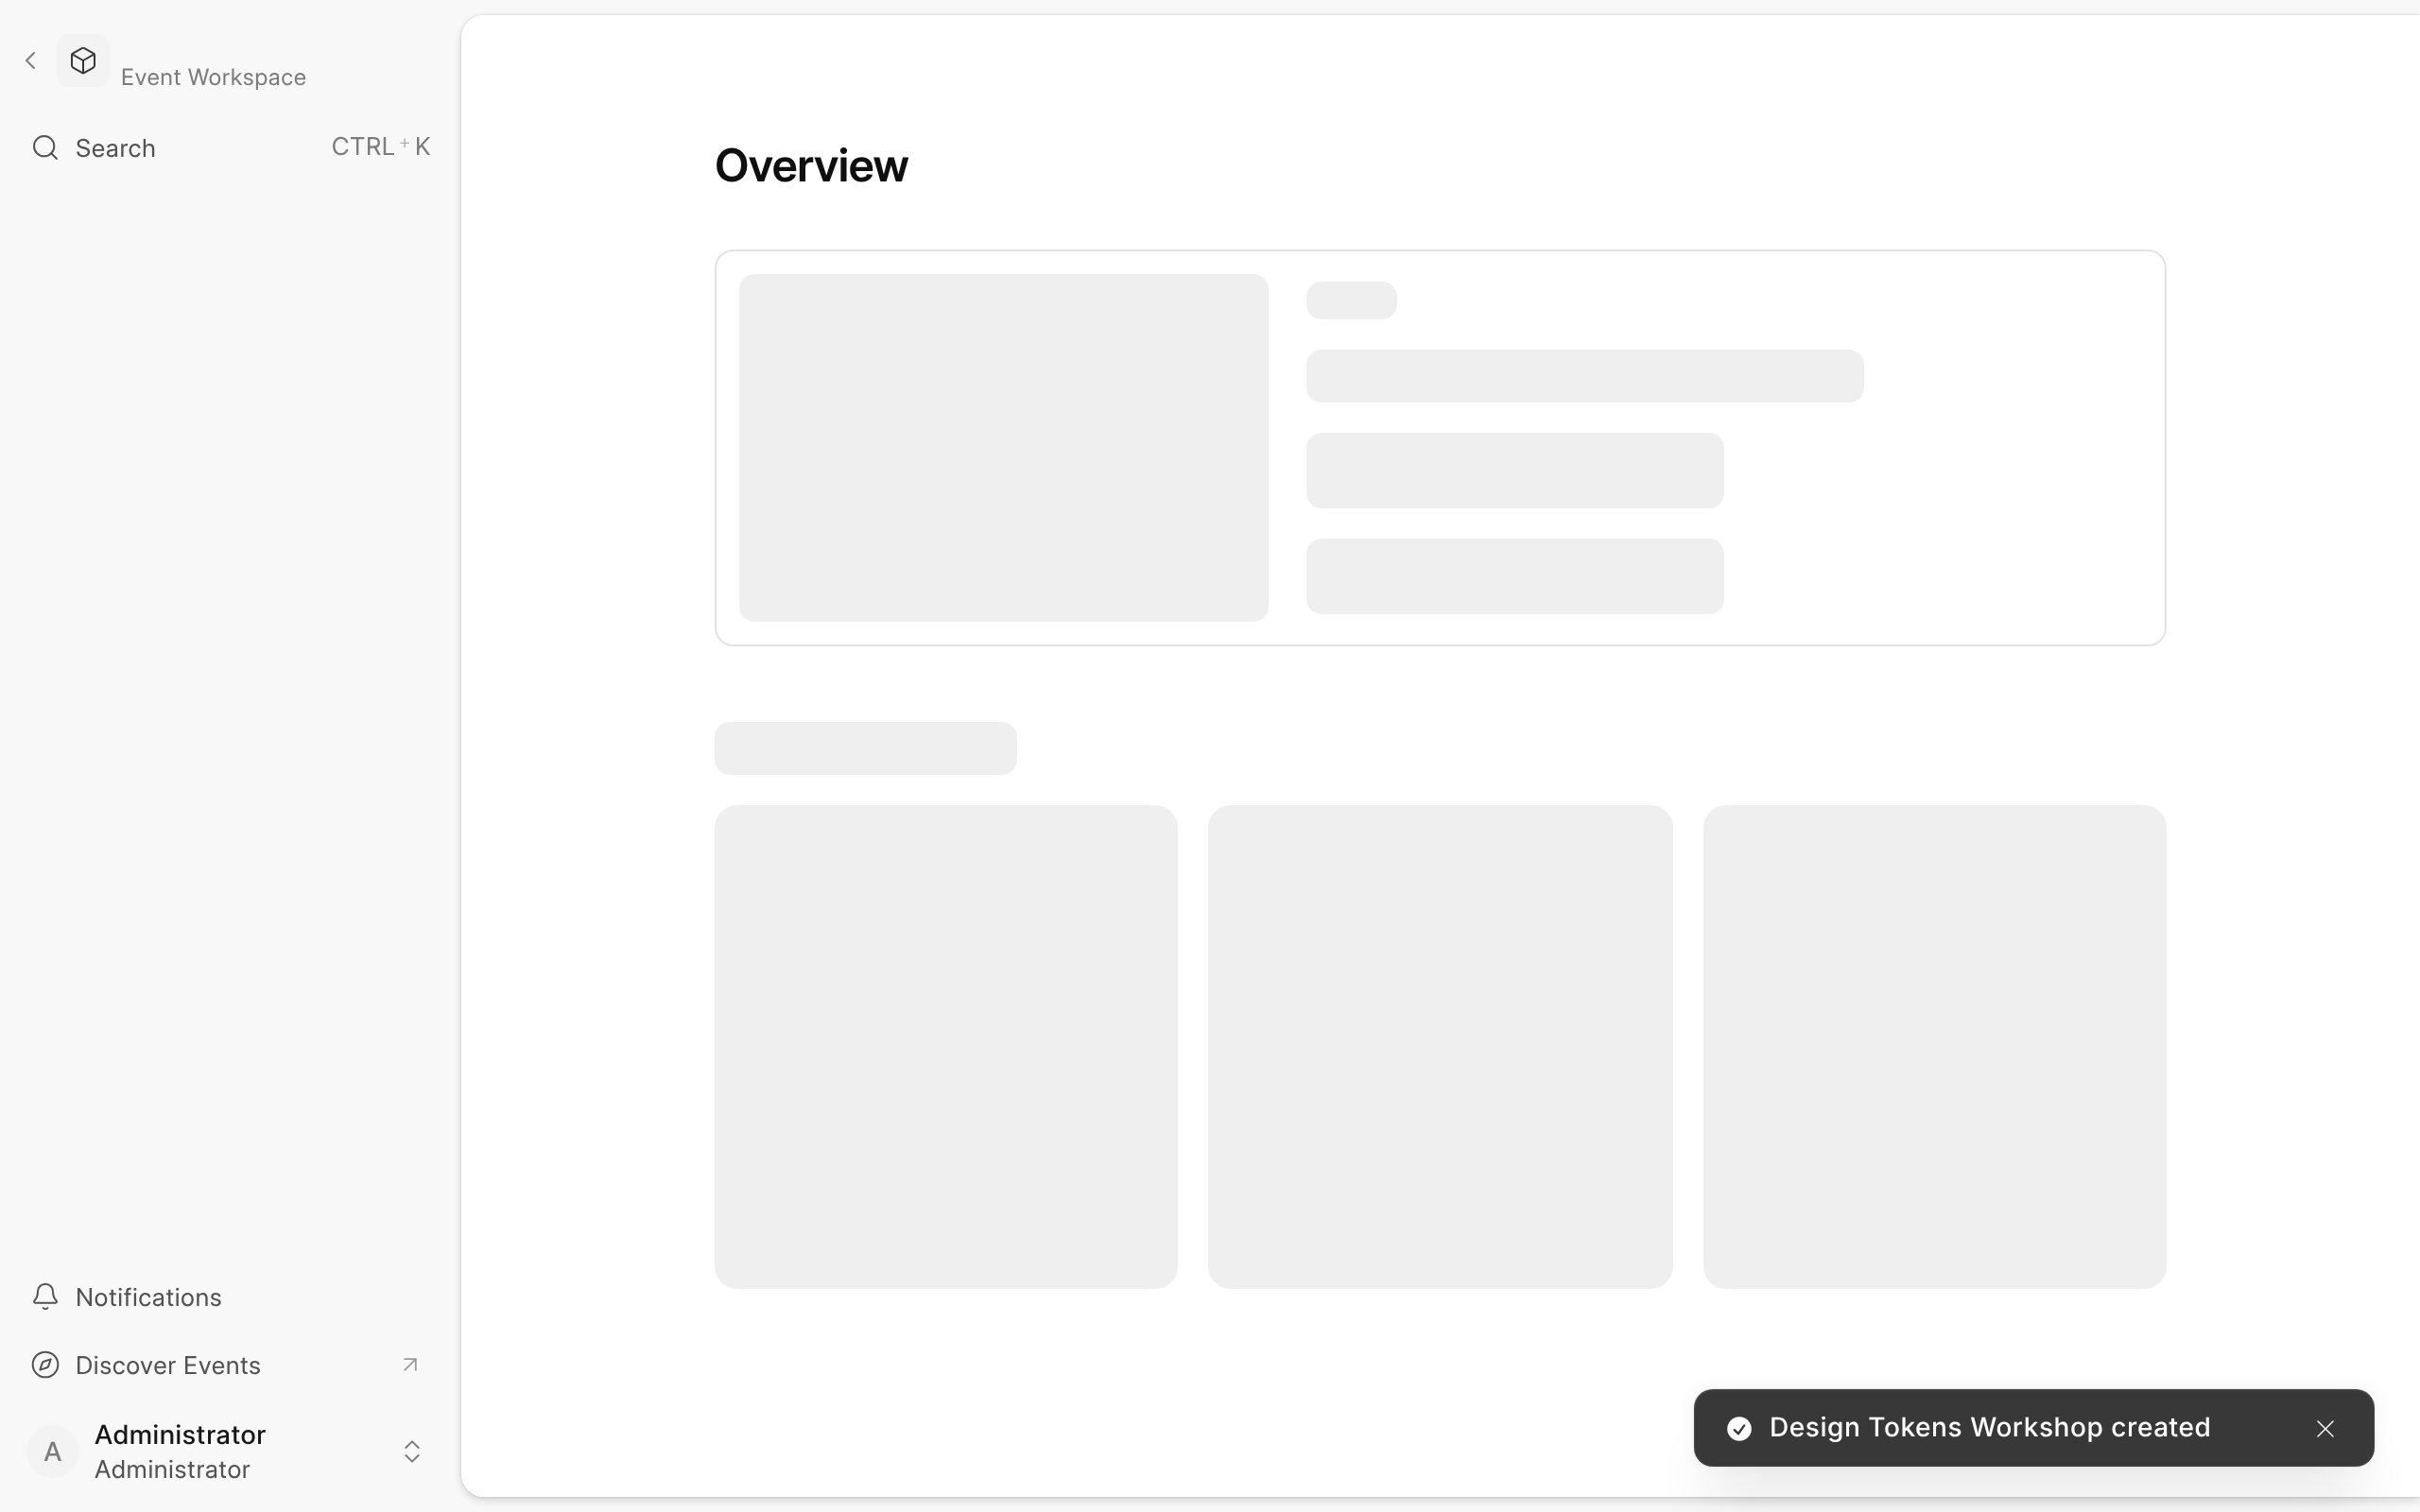 Event Workspace
Search CTRL + K
Overview
Notifications
Discover Events
A
Administrator
Administrator
Design Tokens Workshop created